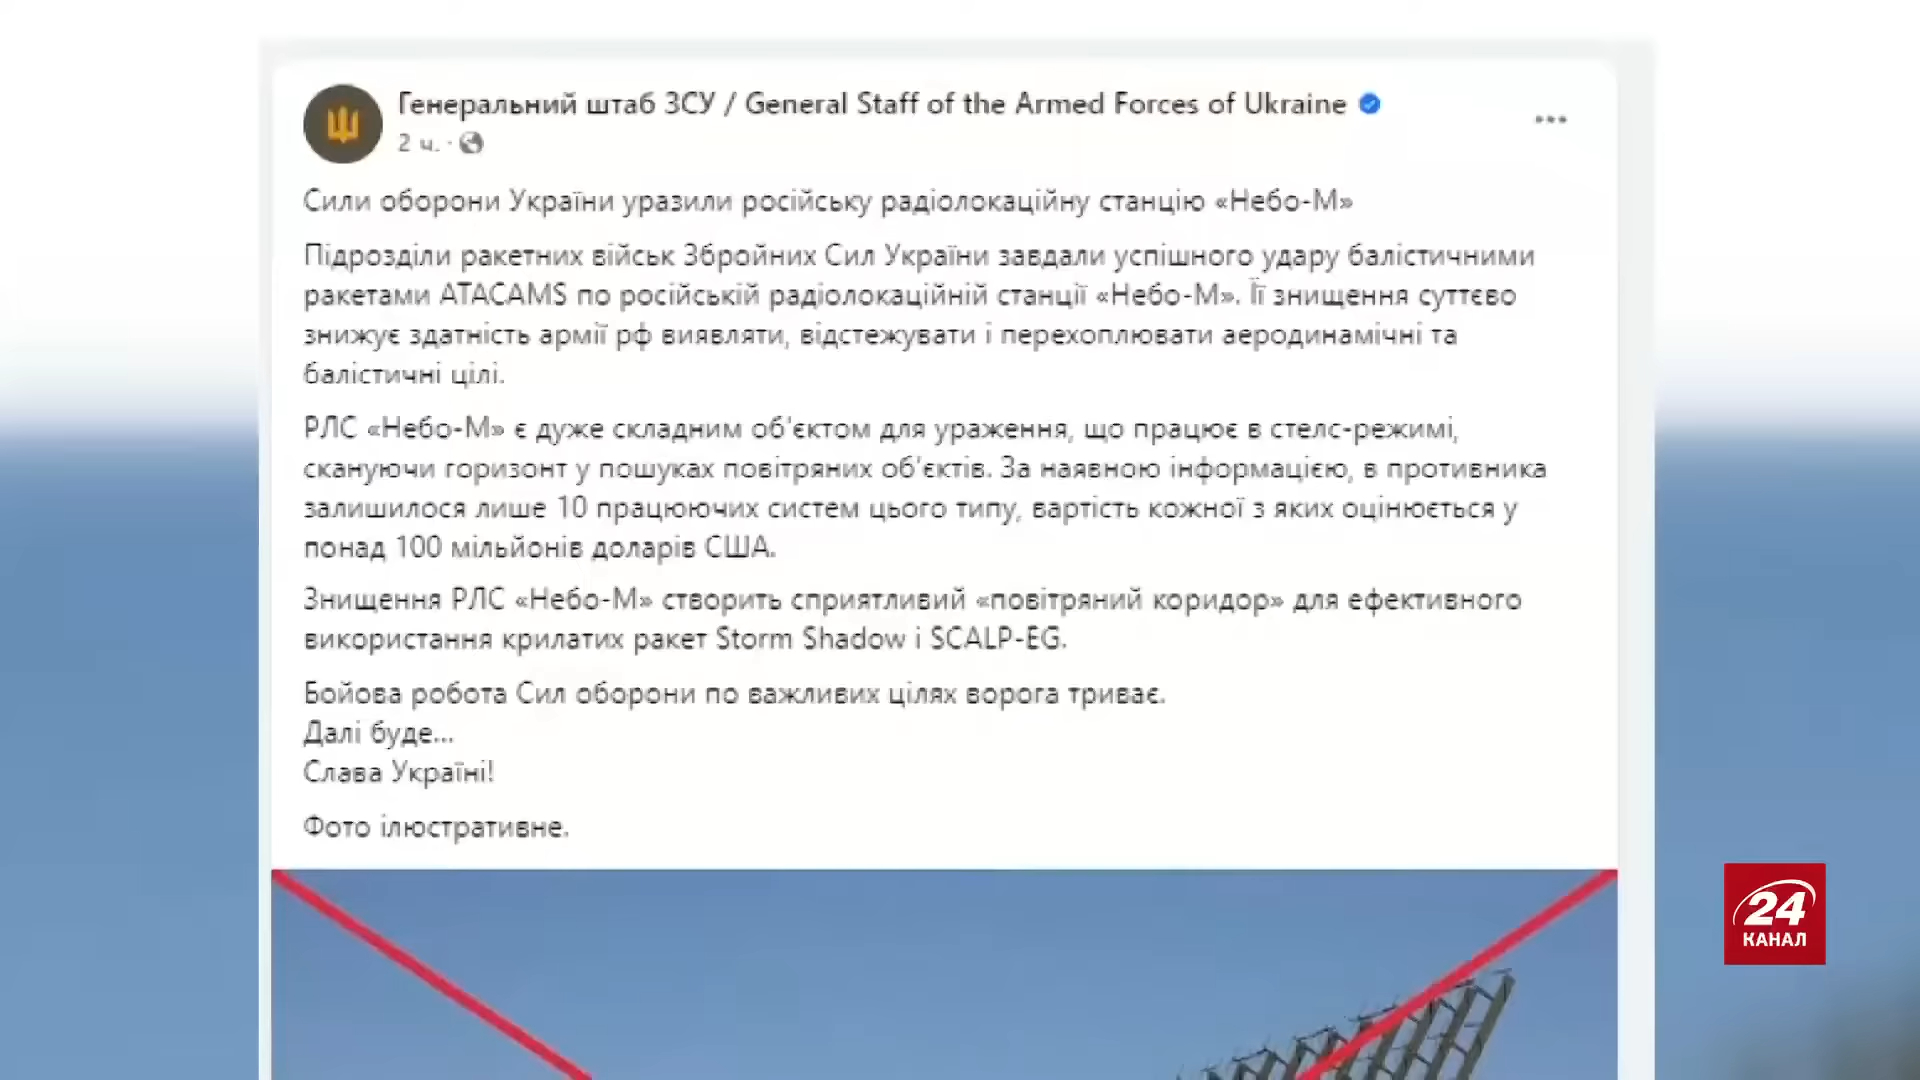 Генеральний штаб ЗСУ / General Staff of the Armed Forces of Ukraine
2 ч. ·
Сили оборони України уразили російську радіолокаційну станцію «Небо-М»
Підрозділи ракетних військ Збройних Сил України завдали успішного удару балістичними
ракетами ATACAMS по російській радіолокаційній станції «Небо-М». Її знищення суттєво
знижує здатність армії рф виявляти, відстежувати і перехоплювати аеродинамічні та
балістичні цілі.
РЛС «Небо-М» є дуже складним об'єктом для ураження, що працює в стелс-режимі,
скануючи горизонт у пошуках повітряних об'єктів. За наявною інформацією, в противника
залишилося лише 10 працюючих систем цього типу, вартість кожної з яких оцінюється у
понад 100 мільйонів доларів США.
Знищення РЛС «Небо-М» створить сприятливий «повітряний коридор» для ефективного
використання крилатих ракет Storm Shadow і SCALP-EG.
Бойова робота Сил оборони по важливих цілях ворога триває.
Далі буде...
Слава Україні!
Фото ілюстративне.
24
КАНАЛ